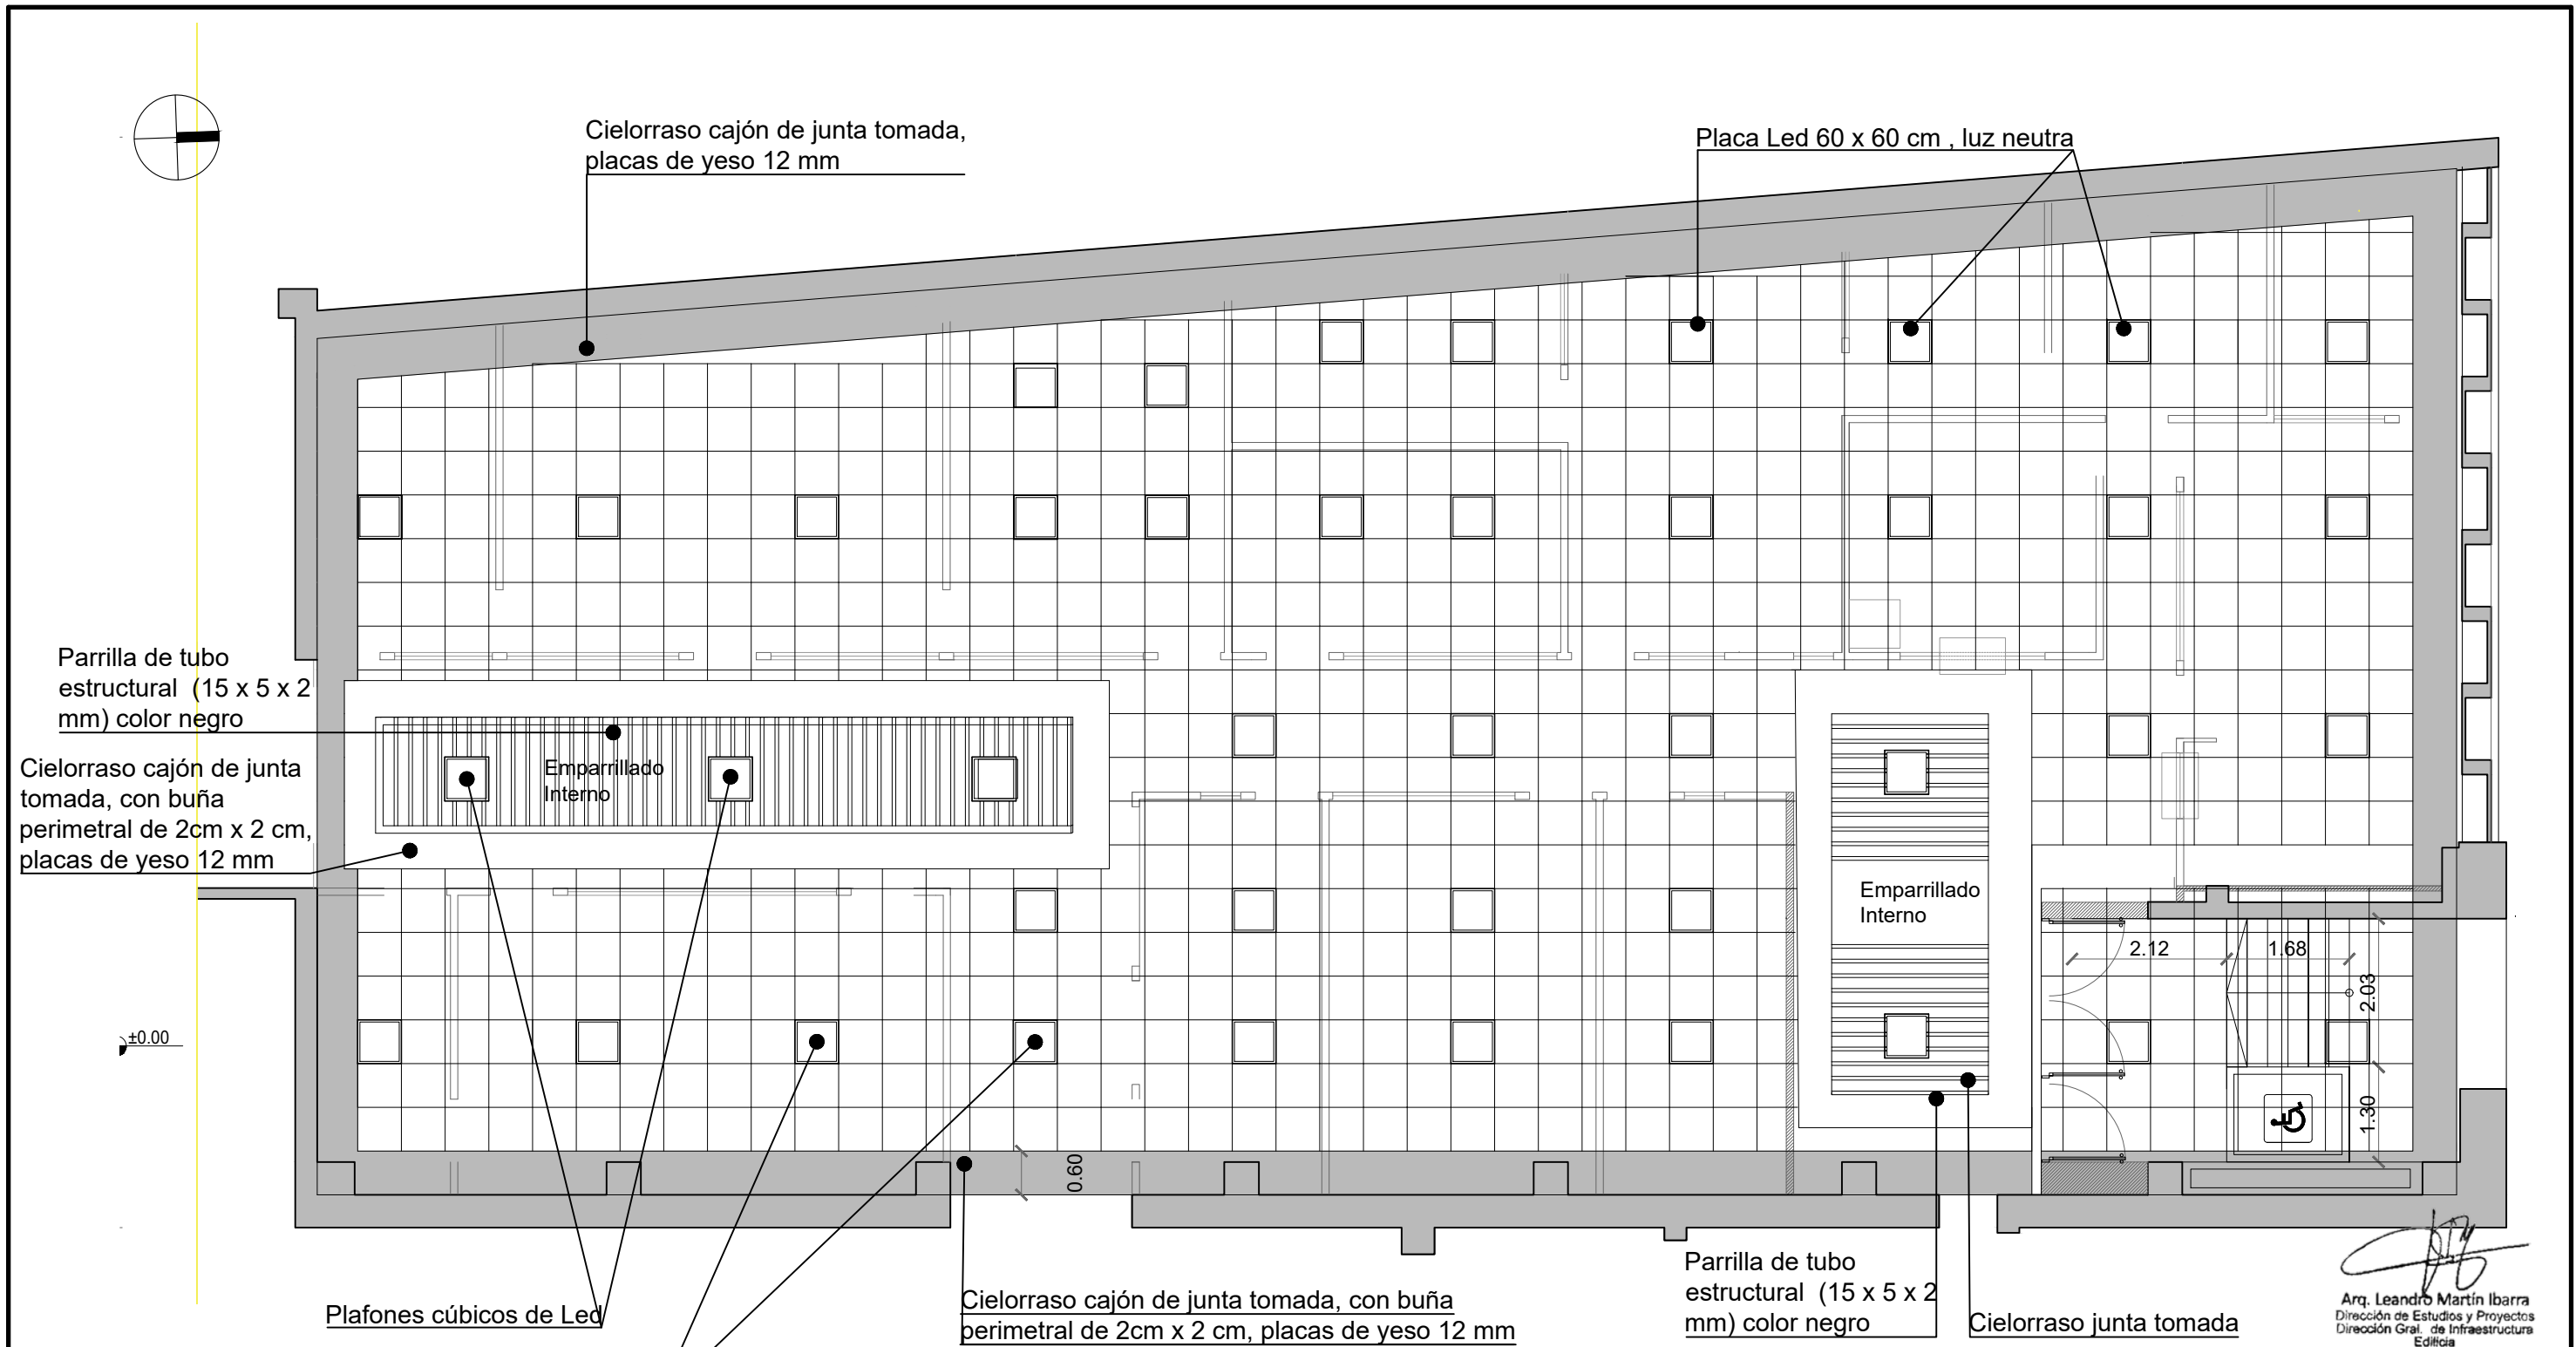 Cielorraso cajón de junta tomada,
placas de yeso 12 mm
Placa Led 60 x 60 cm , luz neutra
Parrilla de tubo
estructural (15 x 5 x 2
mm) color negro
Cielorraso cajón de junta
tomada, con buña
perimetral de 2cm x 2 cm,
placas de yeso 12 mm
Emparrillado
Interno
Emparrillado
Interno
2.12
1.68
2.03
1.30
±0.00
0.60
Plafones cúbicos de Led
Cielorraso cajón de junta tomada, con buña
perimetral de 2cm x 2 cm, placas de yeso 12 mm
Parrilla de tubo
estructural (15 x 5 x 2
mm) color negro
Cielorraso junta tomada
Arq. Leandro Martín Ibarra
Dirección de Estudios y Proyectos
Dirección Gral. de Infraestructura
Edilicia